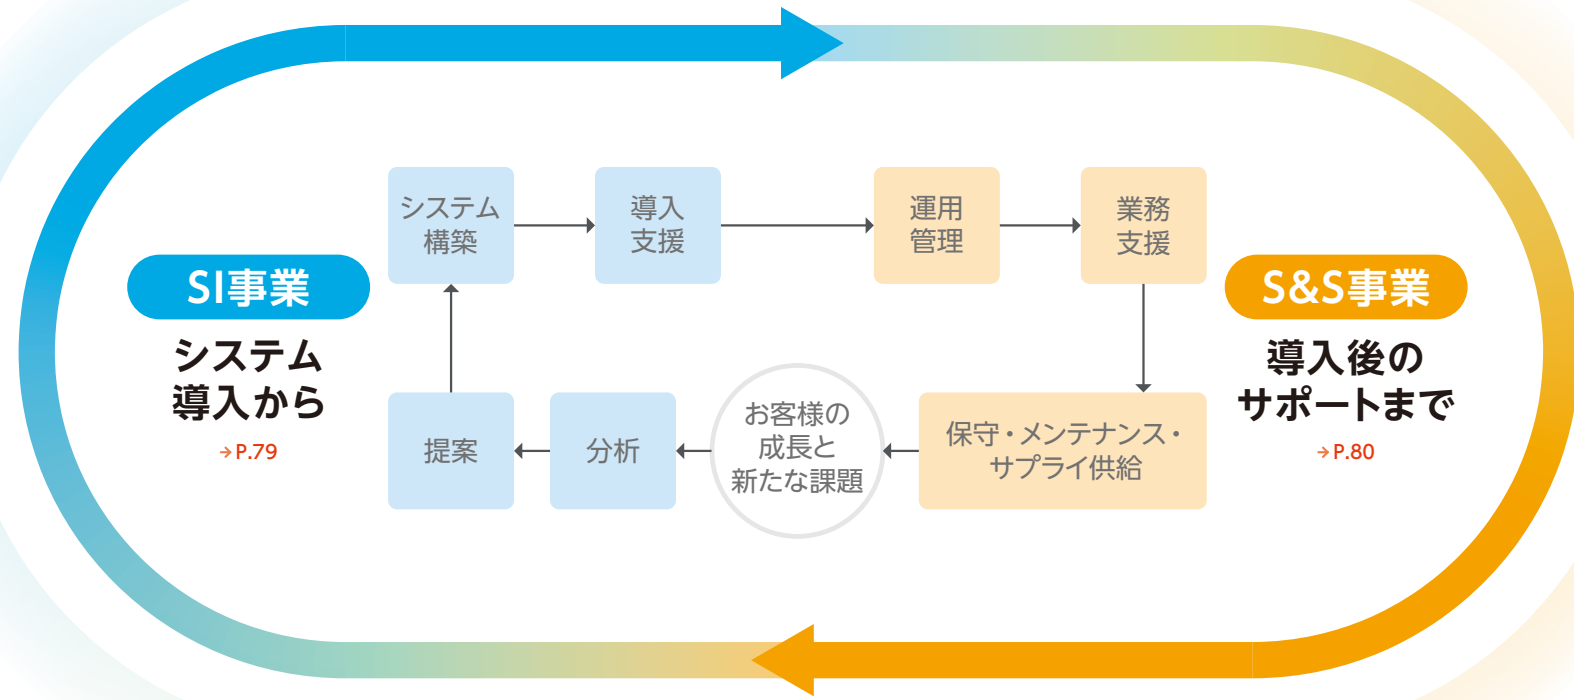 SI事業
システム
導入から
→P.79
システム
構築
導入
支援
運用
管理
業務
支援
提案
分析
お客様の
成長と
新たな課題
保守・メンテナンス・
サプライ供給
S&S事業
導入後の
サポートまで
→P.80